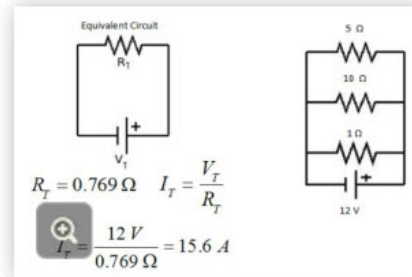 Equivalent Circuit
R₁
+
V_T
R_T = 0.769 Ω   I_T = V_T / R_T
I_T = 12 V / 0.769 Ω = 15.6 A
5 Ω
10 Ω
1 Ω
+
12 V